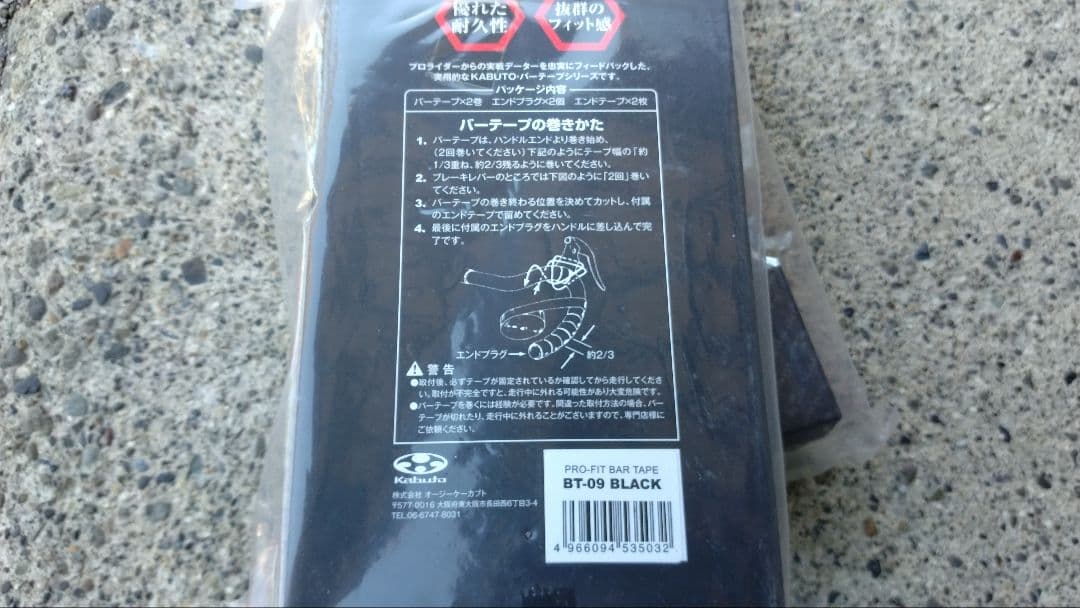 優れた
耐久性
抜群の
フィット感
プロライダーからの実戦データーを忠実にフィードバックした、
実用的なKABUTO・バーテープシリーズです。
パッケージ内容
バーテープ×2巻 エンドプラグ×2個 エンドテープ×2枚
バーテープの巻きかた
1. バーテープは、ハンドルエンドより巻き始め、
(2回巻いてください)下記のようにテープ幅の「約
1/3重ね、約2/3残るように巻いてください。
2. ブレーキレバーのところでは下図のように「2回」巻い
てください。
3. バーテープの巻き終わる位置を決めてカットし、付属
のエンドテープで留めてください。
4. 最後に付属のエンドプラグをハンドルに差し込んで完
了です。
エンドプラグ
約2/3
警告
●取付後、必ずテープが固定されているか確認してから走行してくださ
い。取付が不完全ですと、走行中に外れる可能性があり大変危険です。
●バーテープを巻くには経験が必要です。間違った取付方法の場合、バー
テープが切れたり、走行中に外れることがございますので、専門店様に
ご依頼ください。
Kabuto
株式会社 オージーケーカブト
〒577-0016 大阪府東大阪市長田西6丁目3-4
TEL.06-6747-8031
PRO-FIT BAR TAPE
BT-09 BLACK
4 966094 535032